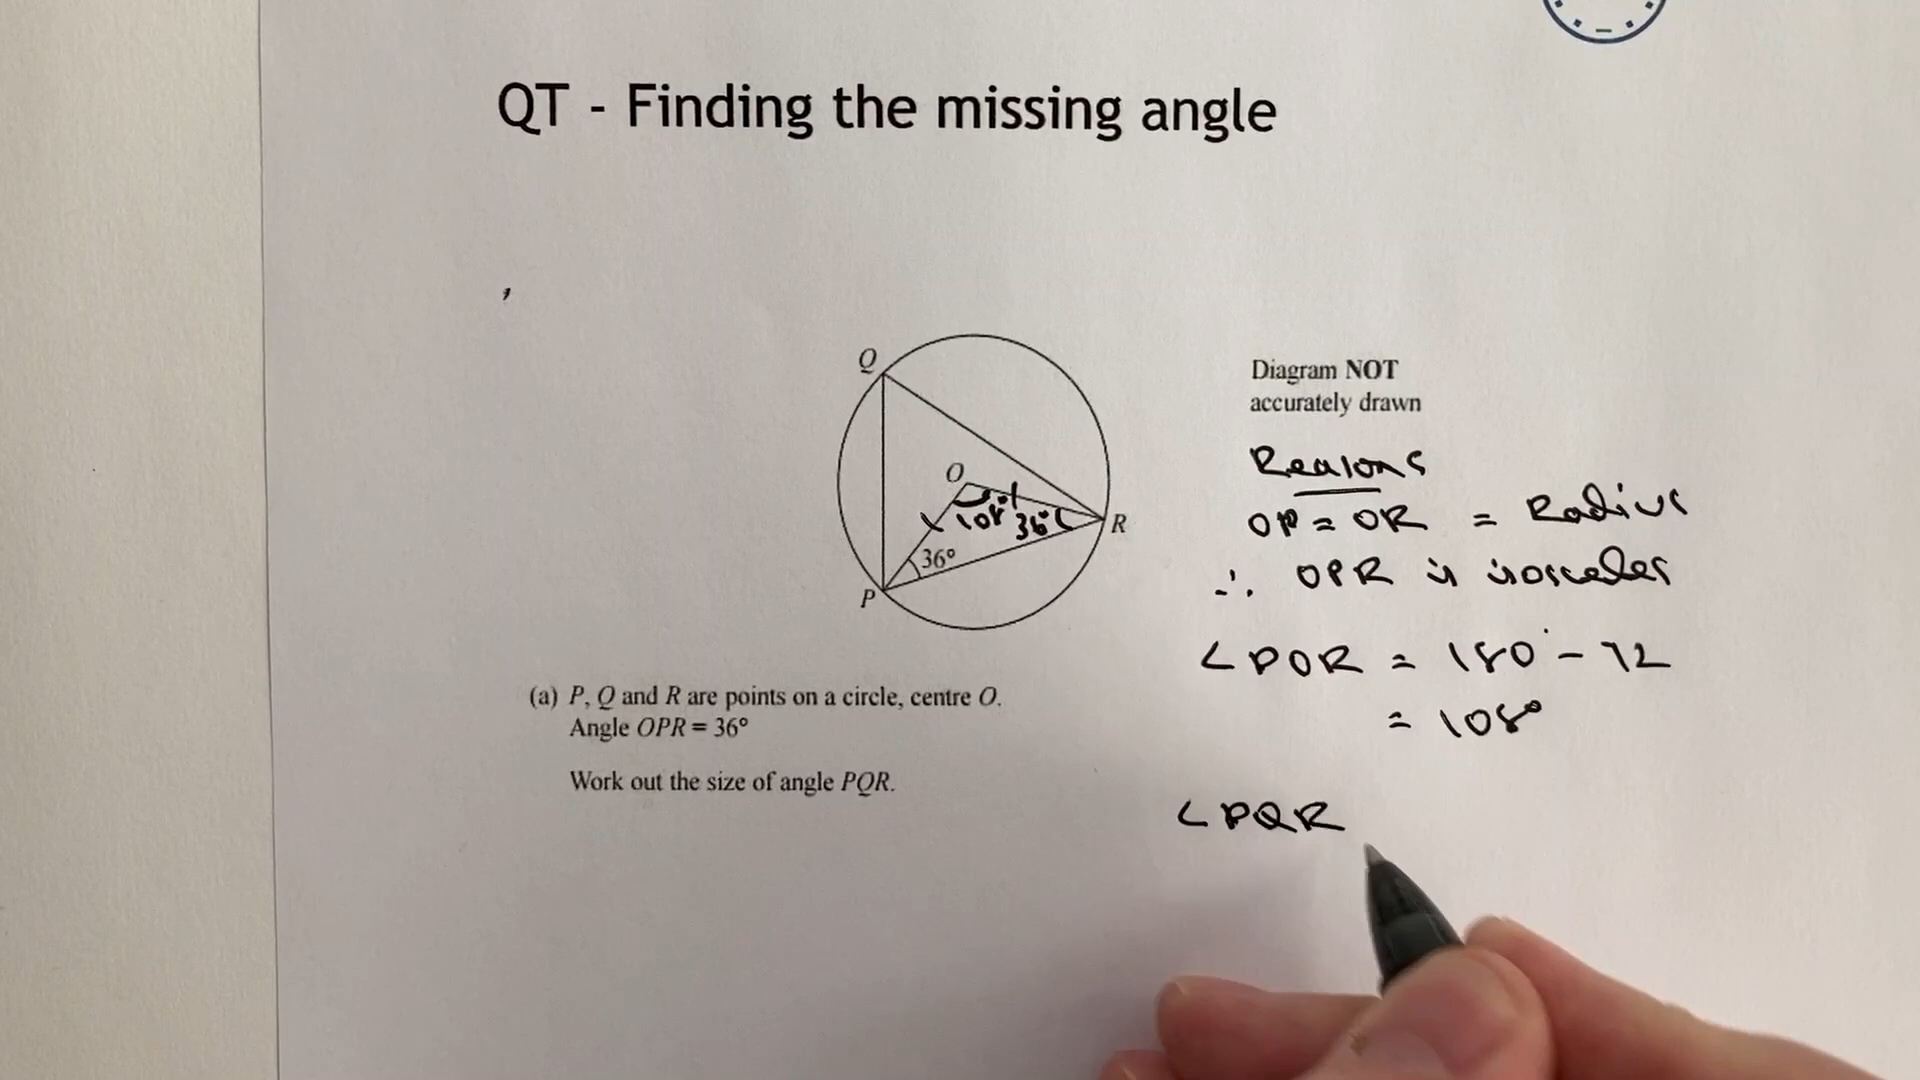 QT - Finding the missing angle
Q
O
108°
36°
R
36°
P
Diagram NOT
accurately drawn
Reasons
OP = OR = Radius
∴ OPR is isosceles
∠POR = 180° - 72
= 108°
∠PQR
(a) P, Q and R are points on a circle, centre O.
Angle OPR = 36°
Work out the size of angle PQR.